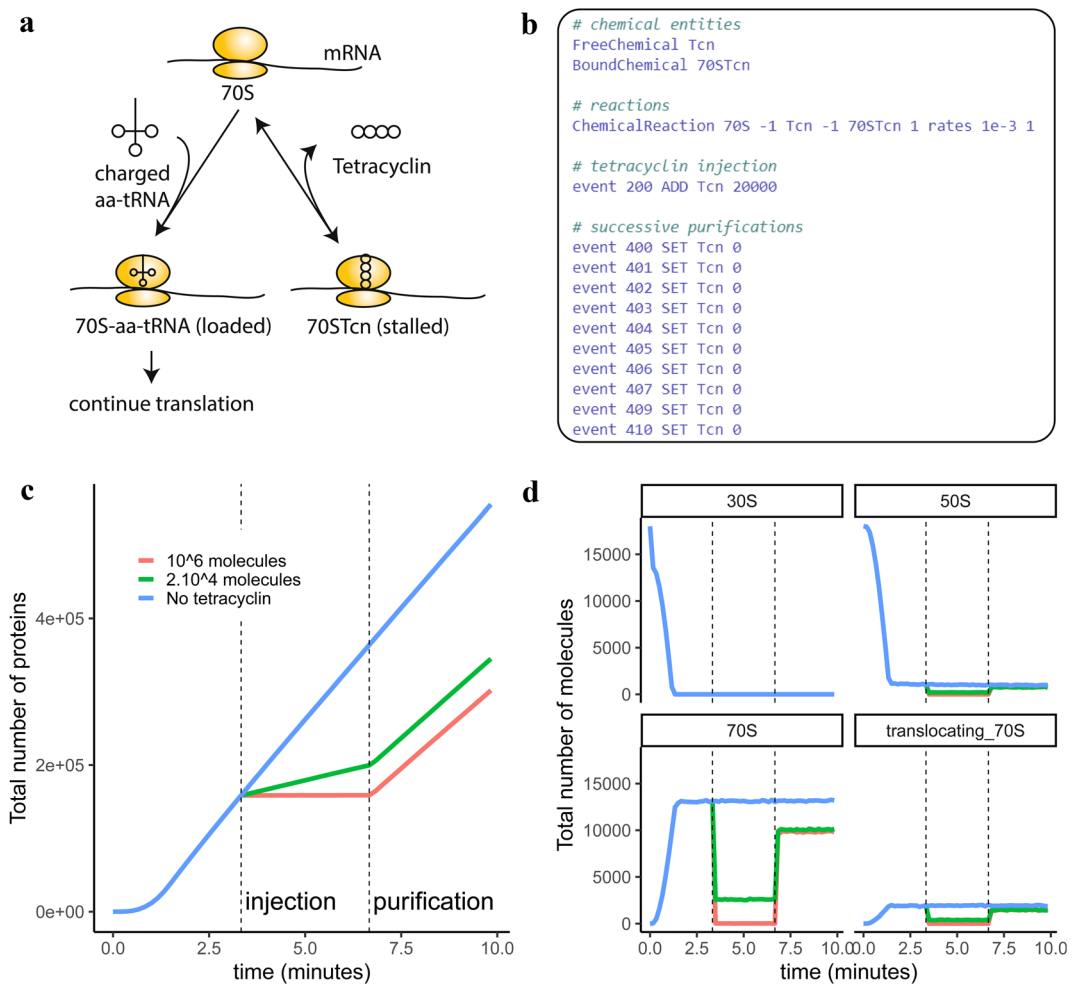 a
mRNA
70S
charged
aa-tRNA
Tetracyclin
70S-aa-tRNA (loaded)
70STcn (stalled)
continue translation
b
# chemical entities
FreeChemical Tcn
BoundChemical 70STcn
# reactions
ChemicalReaction 70S -1 Tcn -1 70STcn 1 rates 1e-3 1
# tetracyclin injection
event 200 ADD Tcn 20000
# successive purifications
event 400 SET Tcn 0
event 401 SET Tcn 0
event 402 SET Tcn 0
event 403 SET Tcn 0
event 404 SET Tcn 0
event 405 SET Tcn 0
event 406 SET Tcn 0
event 407 SET Tcn 0
event 409 SET Tcn 0
event 410 SET Tcn 0
c
Total number of proteins
4e+05
2e+05
0e+00
10^6 molecules
2.10^4 molecules
No tetracyclin
injection
purification
0.0 2.5 5.0 7.5 10.0
time (minutes)
d
Total number of molecules
30S
50S
15000
10000
5000
0
70S
translocating_70S
15000
10000
5000
0
0.0 2.5 5.0 7.5 10.0
0.0 2.5 5.0 7.5 10.0
time (minutes)